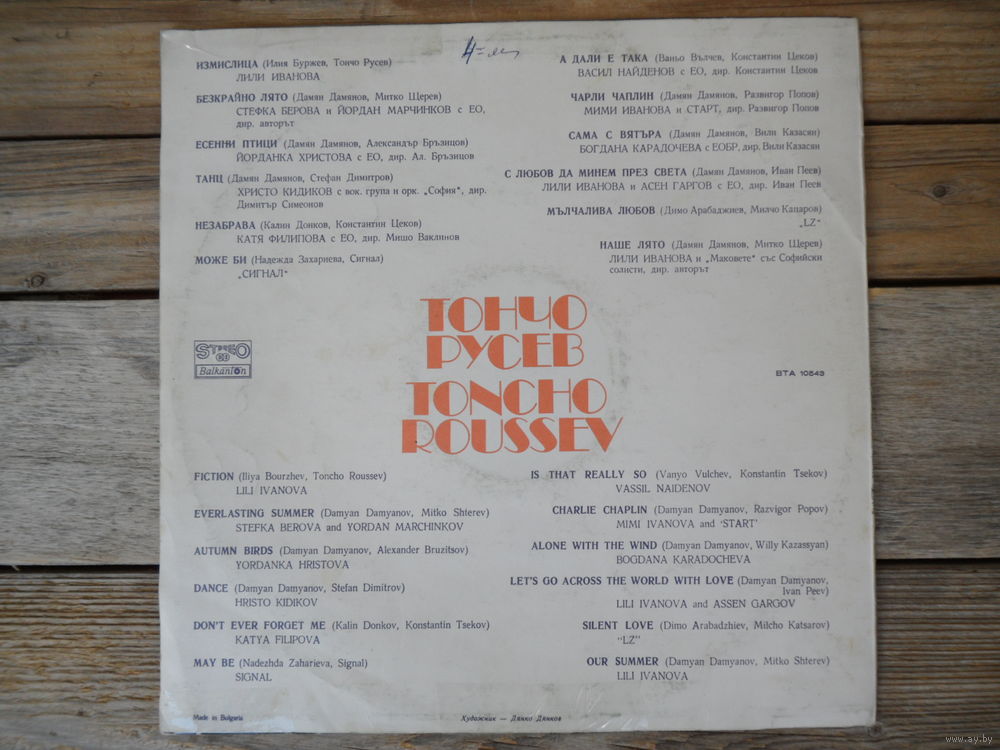 4
ИЗМИСЛИЦА (Илия Буржев, Тончо Русев)
ЛИЛИ ИВАНОВА
БЕЗКРАЙНО ЛЯТО (Дамян Дамянов, Митко Щерев)
СТЕФКА БЕРОВА и ЙОРДАН МАРЧИНКОВ с ЕО,
дир. авторът
ЕСЕННИ ПТИЦИ (Дамян Дамянов, Александър Бръзицов)
ЙОРДАНКА ХРИСТОВА с ЕО, дир. Ал. Бръзицов
ТАНЦ (Дамян Дамянов, Стефан Димитров)
ХРИСТО КИДИКОВ с вок. група и орк. „София“, дир.
Димитър Симеонов
НЕЗАБРАВА (Калин Донков, Константин Цеков)
КАТЯ ФИЛИПОВА с ЕО, дир. Мишо Ваклинов
МОЖЕ БИ (Надежда Захариева, Сигнал)
„СИГНАЛ“
А ДАЛИ Е ТАКА (Ваньо Вълчев, Константин Цеков)
ВАСИЛ НАЙДЕНОВ с ЕО, дир. Константин Цеков
ЧАРЛИ ЧАПЛИН (Дамян Дамянов, Развигор Попов)
МИМИ ИВАНОВА и СТАРТ, дир. Развигор Попов
САМА С ВЯТЪРА (Дамян Дамянов, Вили Казасян)
БОГДАНА КАРАДОЧЕВА с ЕОБР, дир. Вили Казасян
С ЛЮБОВ ДА МИНЕМ ПРЕЗ СВЕТА (Дамян Дамянов, Иван Пеев)
ЛИЛИ ИВАНОВА и АСЕН ГАРГОВ с ЕО, дир. Иван Пеев
МЪЛЧАЛИВА ЛЮБОВ (Димо Арабаджиев, Милчо Кацаров)
„LZ“
НАШЕ ЛЯТО (Дамян Дамянов, Митко Щерев)
ЛИЛИ ИВАНОВА и „Маковете“ със Софийски
солисти, дир. авторът
ТОНЧО
РУСЕВ
TONCHO
ROUSSEV
STEREO
Balkanton
ВТА 10543
FICTION (Iliya Bourzhev, Toncho Roussev)
LILI IVANOVA
EVERLASTING SUMMER (Damyan Damyanov, Mitko Shterev)
STEFKA BEROVA and YORDAN MARCHINKOV
AUTUMN BIRDS (Damyan Damyanov, Alexander Bruzitsov)
YORDANKA HRISTOVA
DANCE (Damyan Damyanov, Stefan Dimitrov)
HRISTO KIDIKOV
DON'T EVER FORGET ME (Kalin Donkov, Konstantin Tsekov)
KATYA FILIPOVA
MAY BE (Nadezhda Zaharieva, Signal)
SIGNAL
IS THAT REALLY SO (Vanyo Vulchev, Konstantin Tsekov)
VASSIL NAIDENOV
CHARLIE CHAPLIN (Damyan Damyanov, Razvigor Popov)
MIMI IVANOVA and ‘START’
ALONE WITH THE WIND (Damyan Damyanov, Willy Kazassyan)
BOGDANA KARADOCHEVA
LET'S GO ACROSS THE WORLD WITH LOVE (Damyan Damyanov,
Ivan Peev)
LILI IVANOVA and ASSEN GARGOV
SILENT LOVE (Dimo Arabadzhiev, Milcho Katsarov)
"LZ"
OUR SUMMER (Damyan Damyanov, Mitko Shterev)
LILI IVANOVA
Made in Bulgaria
Художник — Дянко Дянков
www.ay.by